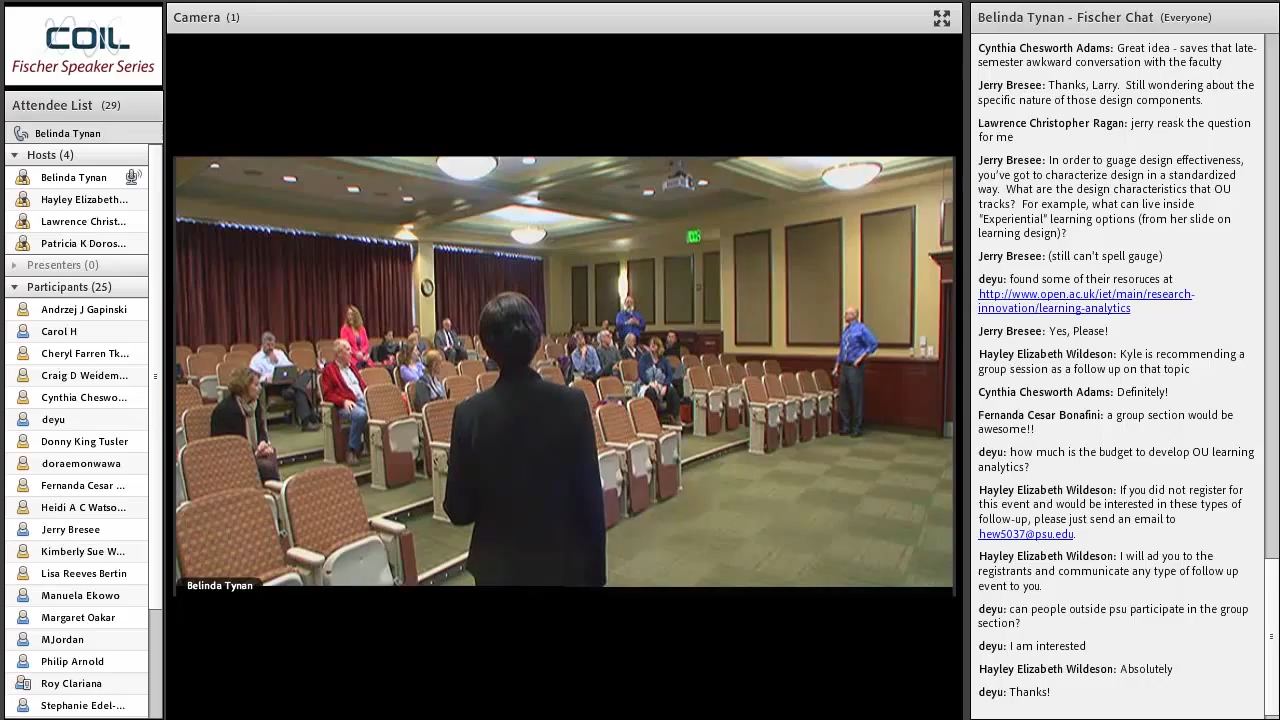 COIL
Fischer Speaker Series
Attendee List (29)
Belinda Tynan
Hosts (4)
Belinda Tynan
Hayley Elizabeth...
Lawrence Christ...
Patricia K Doros...
Presenters (0)
Participants (25)
Andrzej J Gapinski
Carol H
Cheryl Farren Tk...
Craig D Weidem...
Cynthia Cheswo...
deyu
Donny King Tusler
doraemonwawa
Fernanda Cesar ...
Heidi A C Watso...
Jerry Bresee
Kimberly Sue W...
Lisa Reeves Bertin
Manuela Ekowo
Margaret Oakar
MJordan
Philip Arnold
Roy Clariana
Stephanie Edel-...
Camera (1)
Belinda Tynan
Belinda Tynan - Fischer Chat (Everyone)
Cynthia Chesworth Adams: Great idea - saves that late-
semester awkward conversation with the faculty
Jerry Bresee: Thanks, Larry. Still wondering about the
specific nature of those design components.
Lawrence Christopher Ragan: jerry reask the question
for me
Jerry Bresee: In order to guage design effectiveness,
you've got to characterize design in a standardized
way. What are the design characteristics that OU
tracks? For example, what can live inside
"Experiential" learning options (from her slide on
learning design)?
Jerry Bresee: (still can't spell gauge)
deyu: found some of their resoruces at
http://www.open.ac.uk/iet/main/research-
innovation/learning-analytics
Jerry Bresee: Yes, Please!
Hayley Elizabeth Wildeson: Kyle is recommending a
group session as a follow up on that topic
Cynthia Chesworth Adams: Definitely!
Fernanda Cesar Bonafini: a group section would be
awesome!!
deyu: how much is the budget to develop OU learning
analytics?
Hayley Elizabeth Wildeson: If you did not register for
this event and would be interested in these types of
follow-up, please just send an email to
hew5037@psu.edu.
Hayley Elizabeth Wildeson: I will ad you to the
registrants and communicate any type of follow up
event to you.
deyu: can people outside psu participate in the group
section?
deyu: I am interested
Hayley Elizabeth Wildeson: Absolutely
deyu: Thanks!